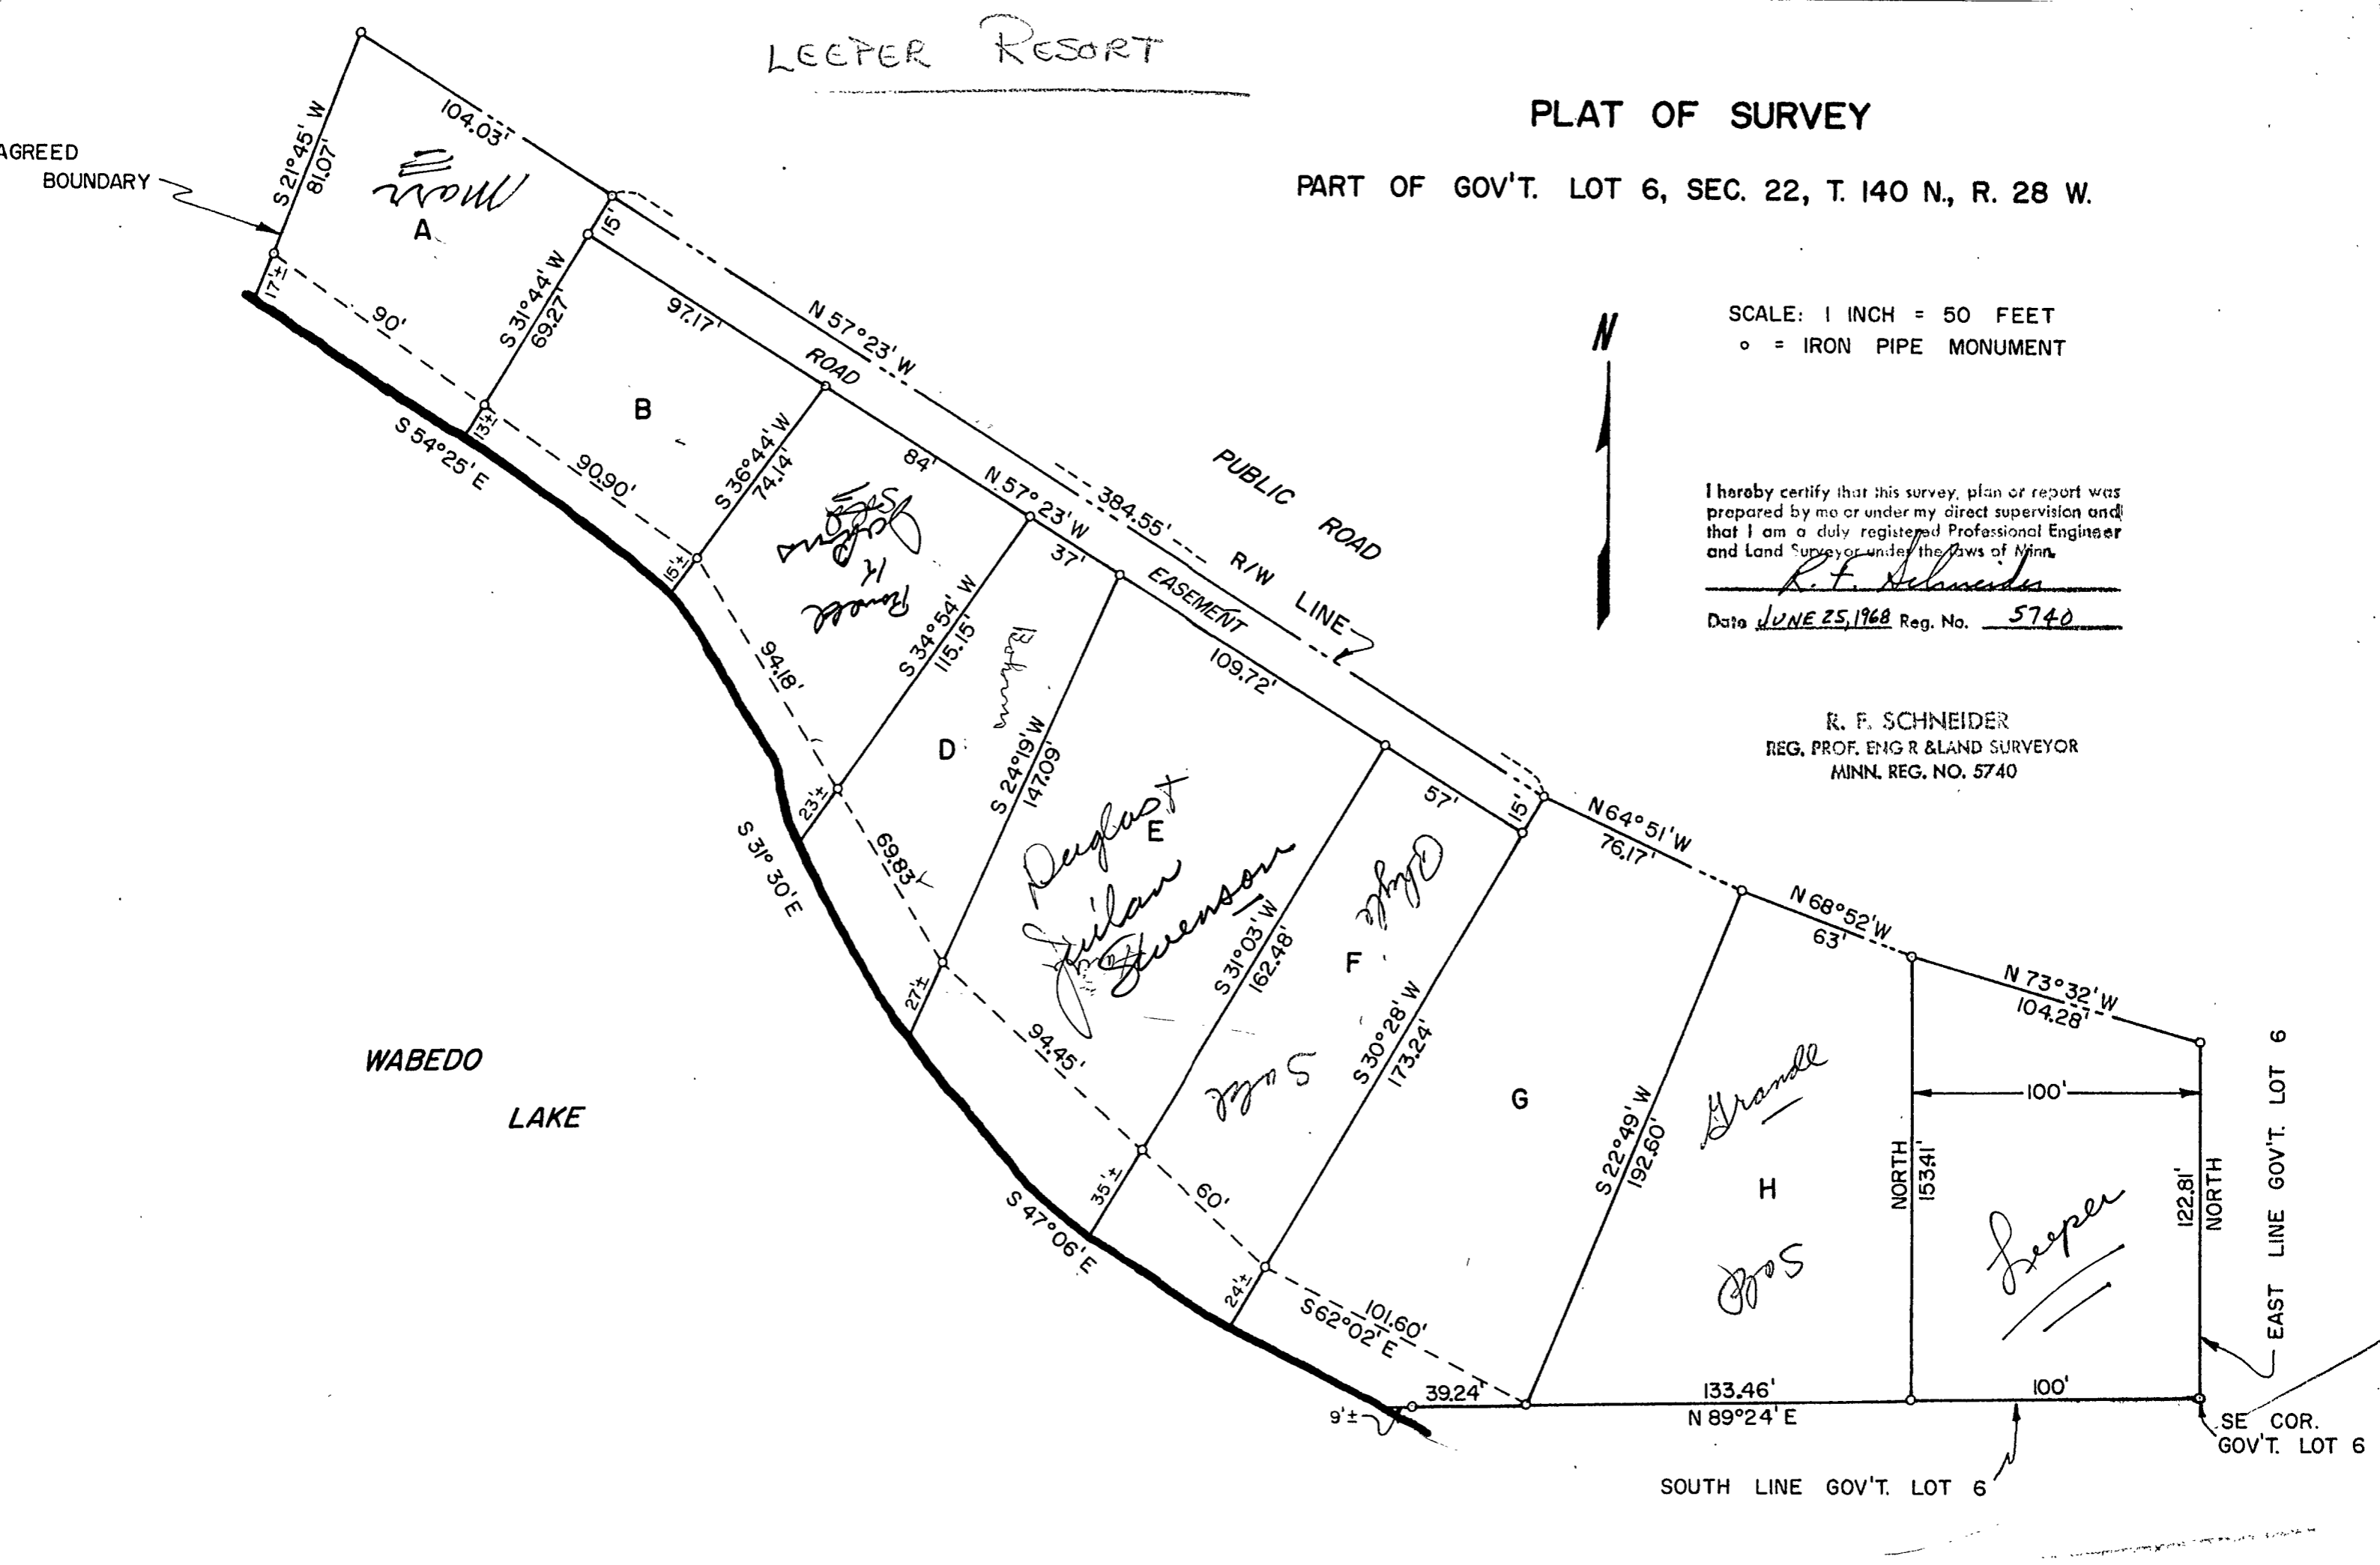 LEEPER RESORT
PLAT OF SURVEY
PART OF GOV'T. LOT 6, SEC. 22, T. 140 N., R. 28 W.
SCALE: 1 INCH = 50 FEET
o = IRON PIPE MONUMENT
N
I hereby certify that this survey, plan or report was
prepared by me or under my direct supervision and
that I am a duly registered Professional Engineer
and Land Surveyor under the laws of Minn.
R. F. Schneider
Date JUNE 25, 1968 Reg. No. 5740
R. F. SCHNEIDER
REG. PROF. ENG'R & LAND SURVEYOR
MINN. REG. NO. 5740
AGREED
BOUNDARY
S 21°45' W
81.07'
17'±
104.03'
Marr
A
90'
15'
S 31°44' W
69.27'
13'±
S 54°25' E
97.17'
B
90.90'
ROAD
N 57°23' W
384.55'
R/W LINE
PUBLIC
ROAD
S 36°44' W
74.14'
15'±
84'
N 57°23' W
Sold
94.18'
S 34°54' W
115.15'
23'±
37'
EASEMENT
D
69.83'
S 31°30' E
S 24°19' W
147.09'
27'±
109.72'
E
Douglas
Stevenson
94.45'
S 31°03' W
162.48'
35'±
57'
15'
F
Sold
60'
S 47°06' E
S 30°28' W
173.24'
24'±
N 64°51' W
76.17'
G
101.60'
S 62°02' E
39.24'
9'±
S 22°49' W
192.60'
N 68°52' W
63'
Grandl
H
Sold
133.46'
N 89°24' E
NORTH
153.41'
N 73°32' W
104.28'
100'
Leeper
100'
122.81'
NORTH
EAST LINE GOV'T. LOT 6
SE COR.
GOV'T. LOT 6
SOUTH LINE GOV'T. LOT 6
WABEDO
LAKE